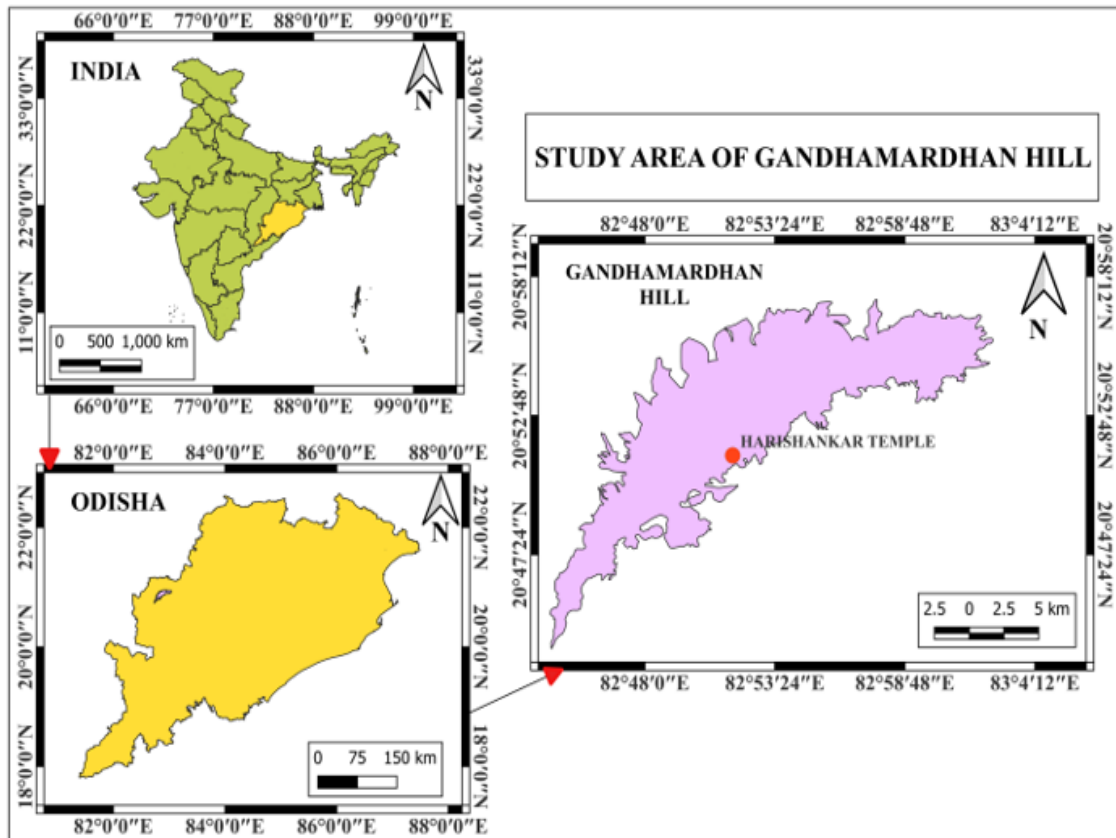 66°0′0″E 77°0′0″E 88°0′0″E 99°0′0″E
INDIA
N
33°0′0″N 22°0′0″N 11°0′0″N
33°0′0″N 22°0′0″N 11°0′0″N
0 500 1,000 km
66°0′0″E 77°0′0″E 88°0′0″E 99°0′0″E
STUDY AREA OF GANDHAMARDHAN HILL
82°48′0″E 82°53′24″E 82°58′48″E 83°4′12″E
GANDHAMARDHAN
HILL
N
20°58′12″N 20°52′48″N 20°47′24″N
20°58′12″N 20°52′48″N 20°47′24″N
HARISHANKAR TEMPLE
2.5 0 2.5 5 km
82°48′0″E 82°53′24″E 82°58′48″E 83°4′12″E
82°0′0″E 84°0′0″E 86°0′0″E 88°0′0″E
ODISHA
N
22°0′0″N 20°0′0″N 18°0′0″N
22°0′0″N 20°0′0″N 18°0′0″N
0 75 150 km
82°0′0″E 84°0′0″E 86°0′0″E 88°0′0″E